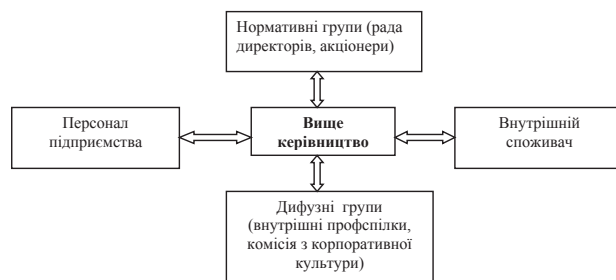 Нормативні групи (рада
директорів, акціонери)
Персонал
підприємства
Вище
керівництво
Внутрішній
споживач
Дифузні групи
(внутрішні профспілки,
комісія з корпоративної
культури)